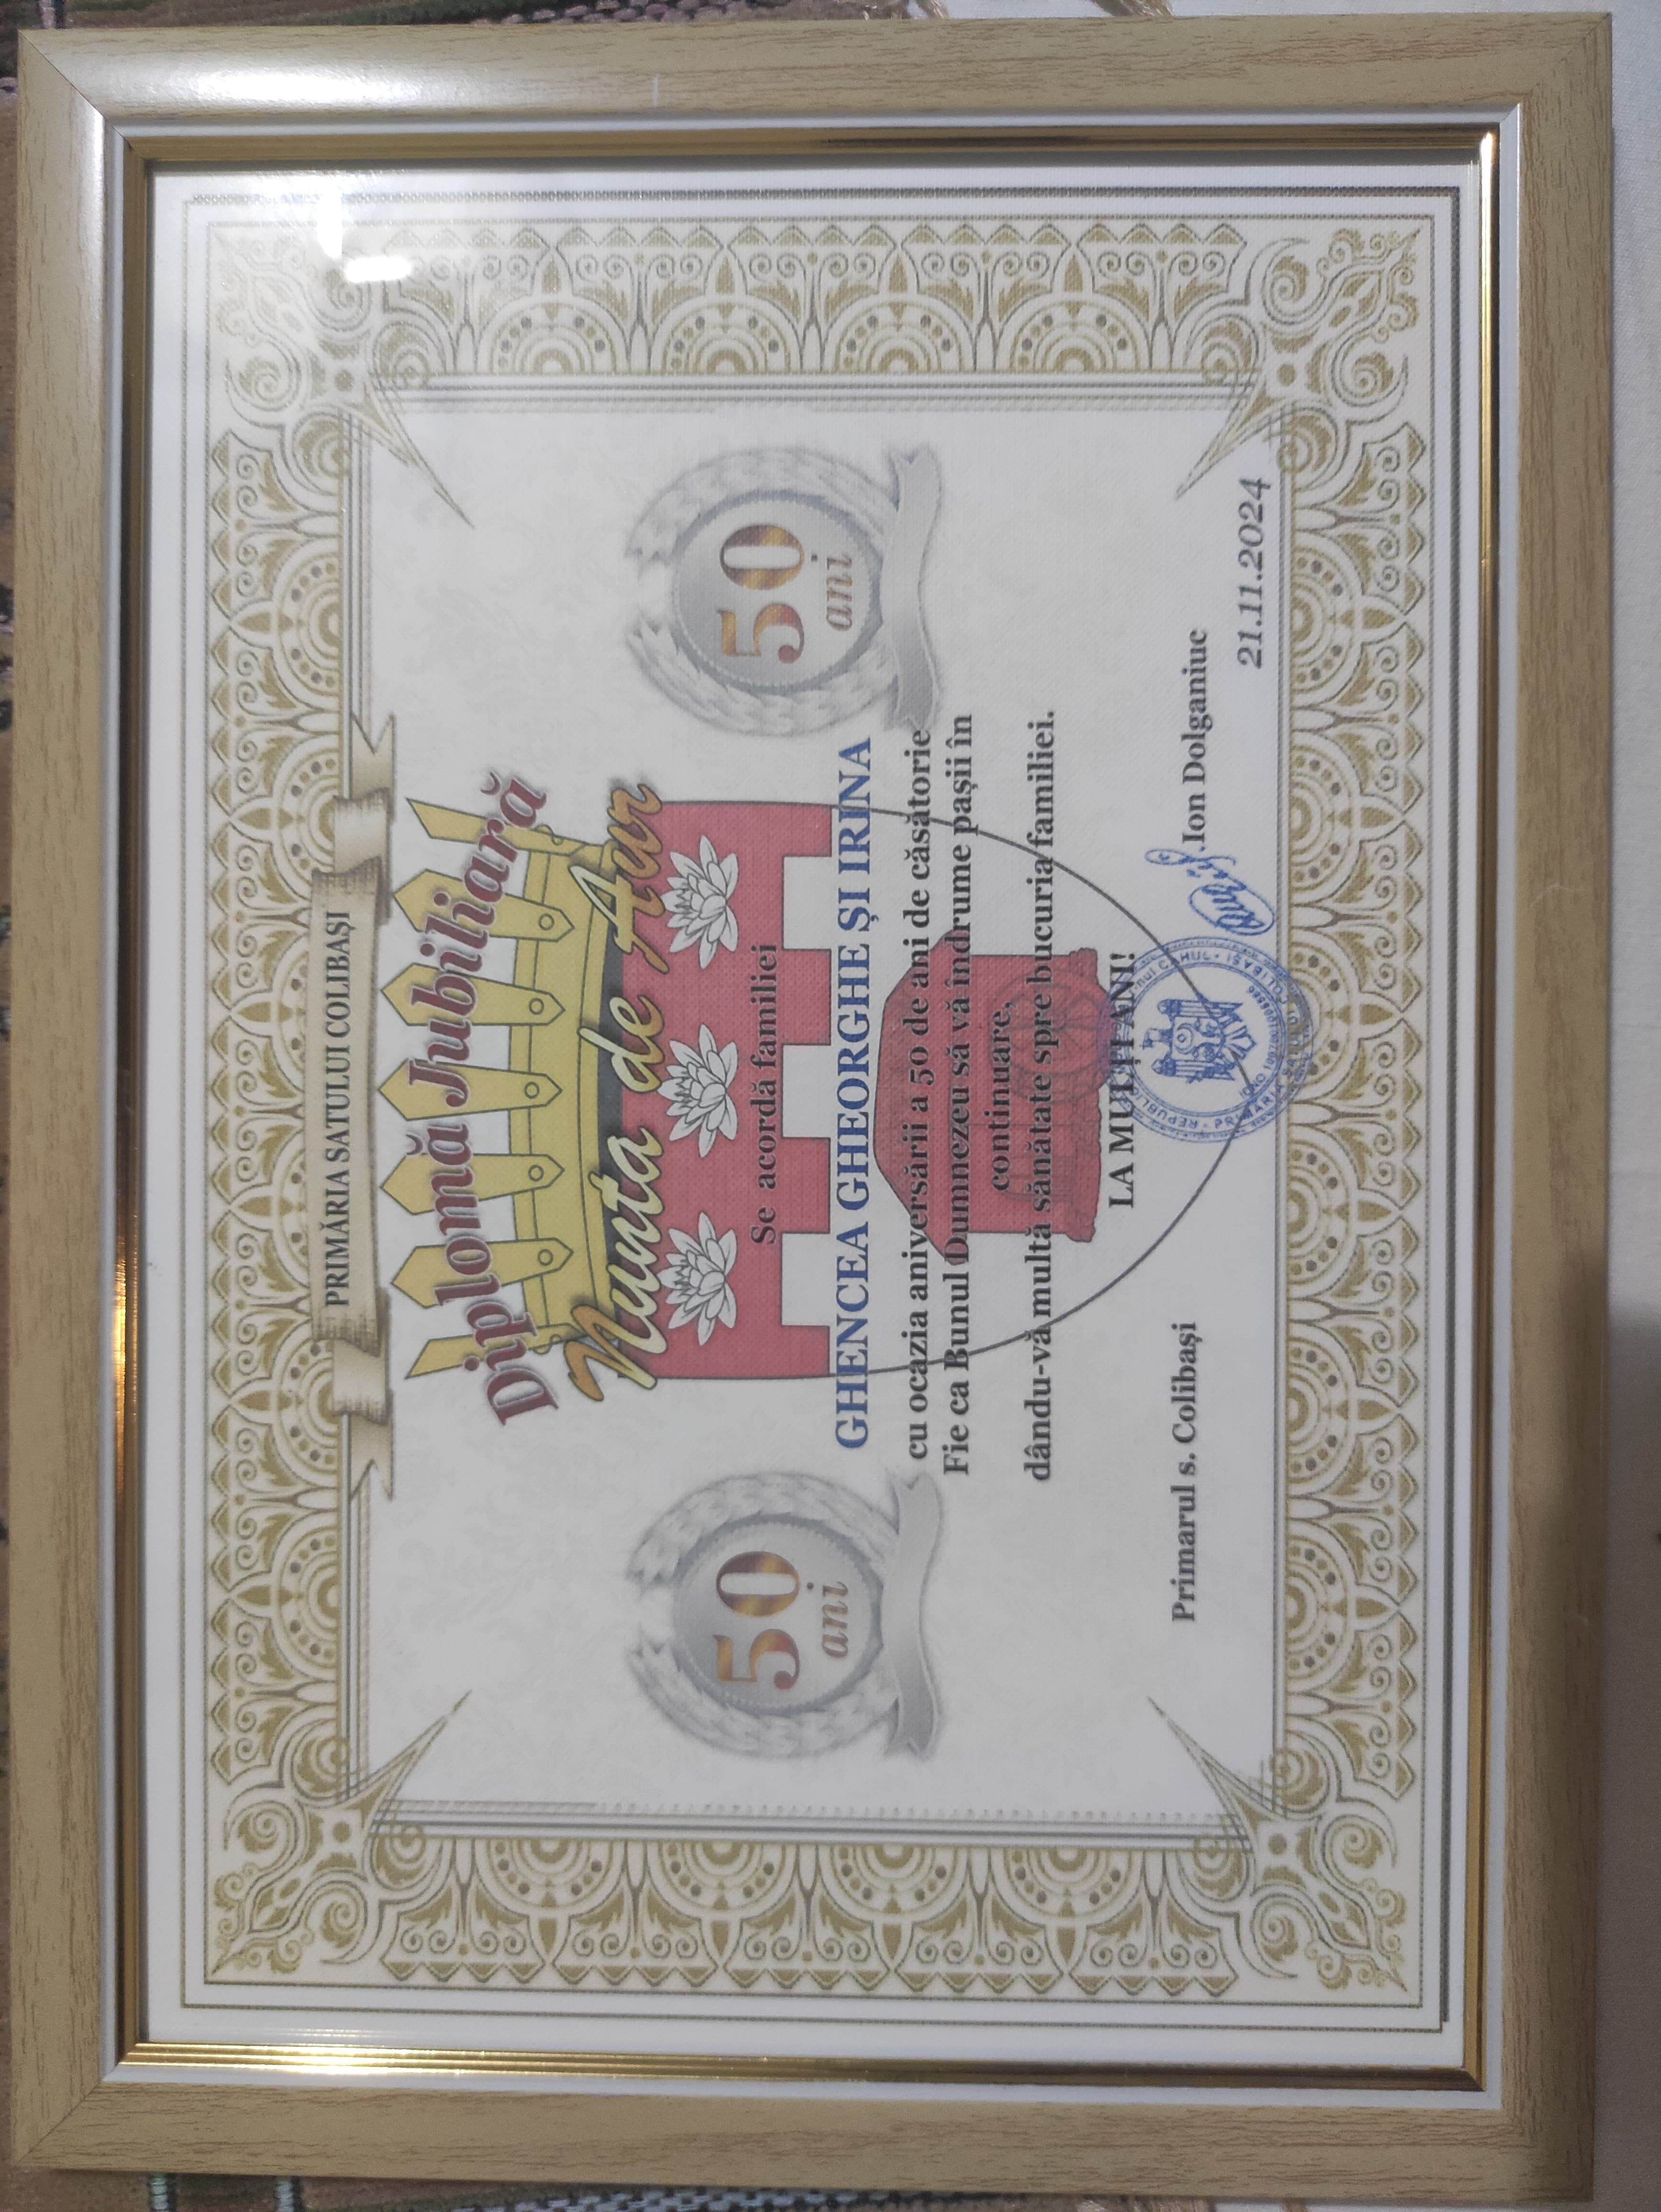 PRIMĂRIA SATULUI COLIBAȘI
Diplomă Jubiliară
Nunta de Aur
50
ani
50
ani
Se acordă familiei
GHENCEA GHEORGHE ȘI IRINA
cu ocazia aniversării a 50 de ani de căsătorie
Fie ca Bunul Dumnezeu să vă îndrume pașii în
continuare,
dându-vă multă sănătate spre bucuria familiei.
LA MULȚI ANI!
Primarul s. Colibași
Ion Dolganiuc
21.11.2024